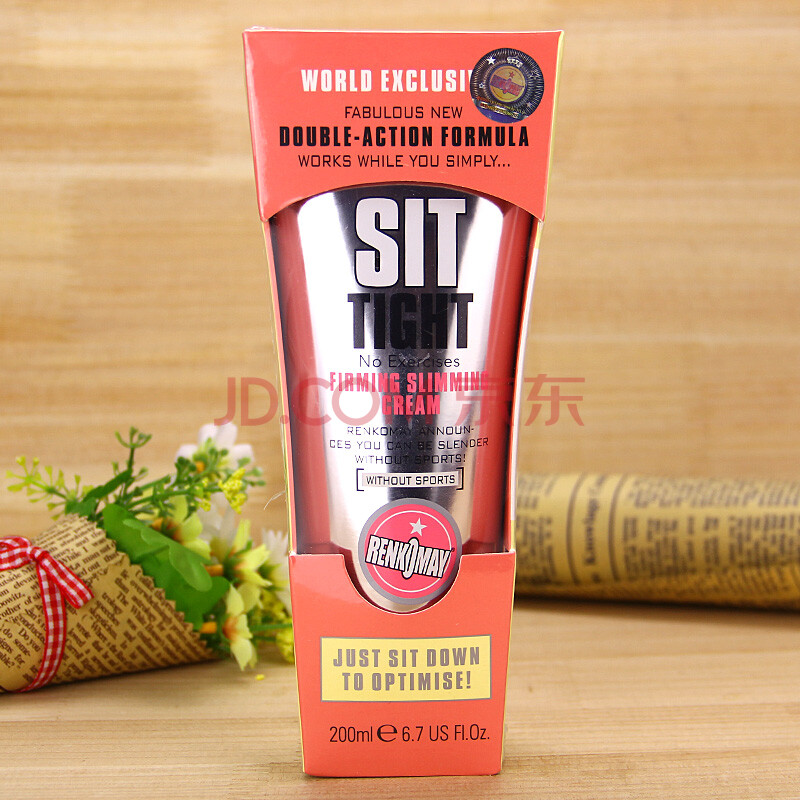 WORLD EXCLUSI
FABULOUS NEW
DOUBLE-ACTION FORMULA
WORKS WHILE YOU SIMPLY...
SIT
TIGHT
No Exercises
FIRMING SLIMMING
CREAM
JD.CO 京东
RENKOMAY ANNOUN-
CES YOU CAN BE SLENDER
WITHOUT SPORTS!
[WITHOUT SPORTS]
RENKOMAY
JUST SIT DOWN
TO OPTIMISE!
200ml e 6.7 US Fl.Oz.